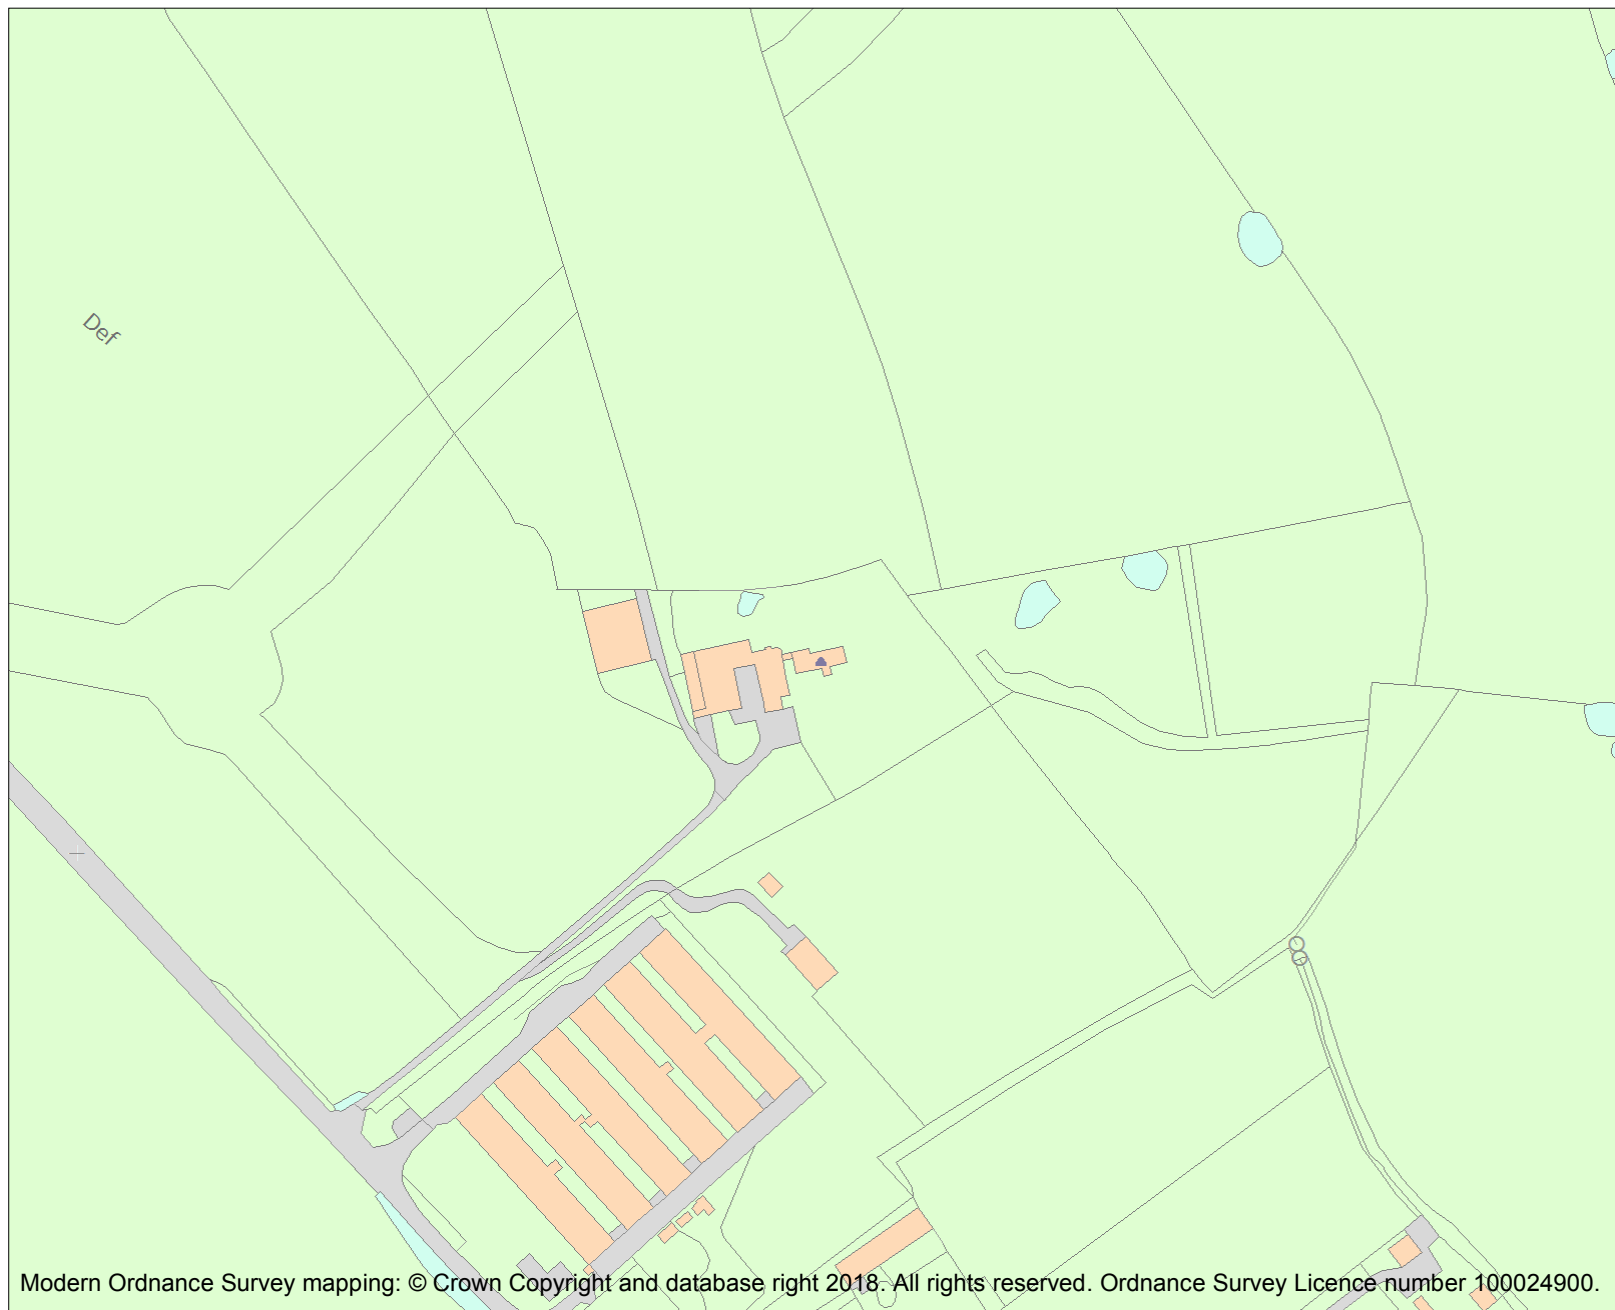 Def
Modern Ordnance Survey mapping: © Crown Copyright and database right 2018. All rights reserved. Ordnance Survey Licence number 100024900.